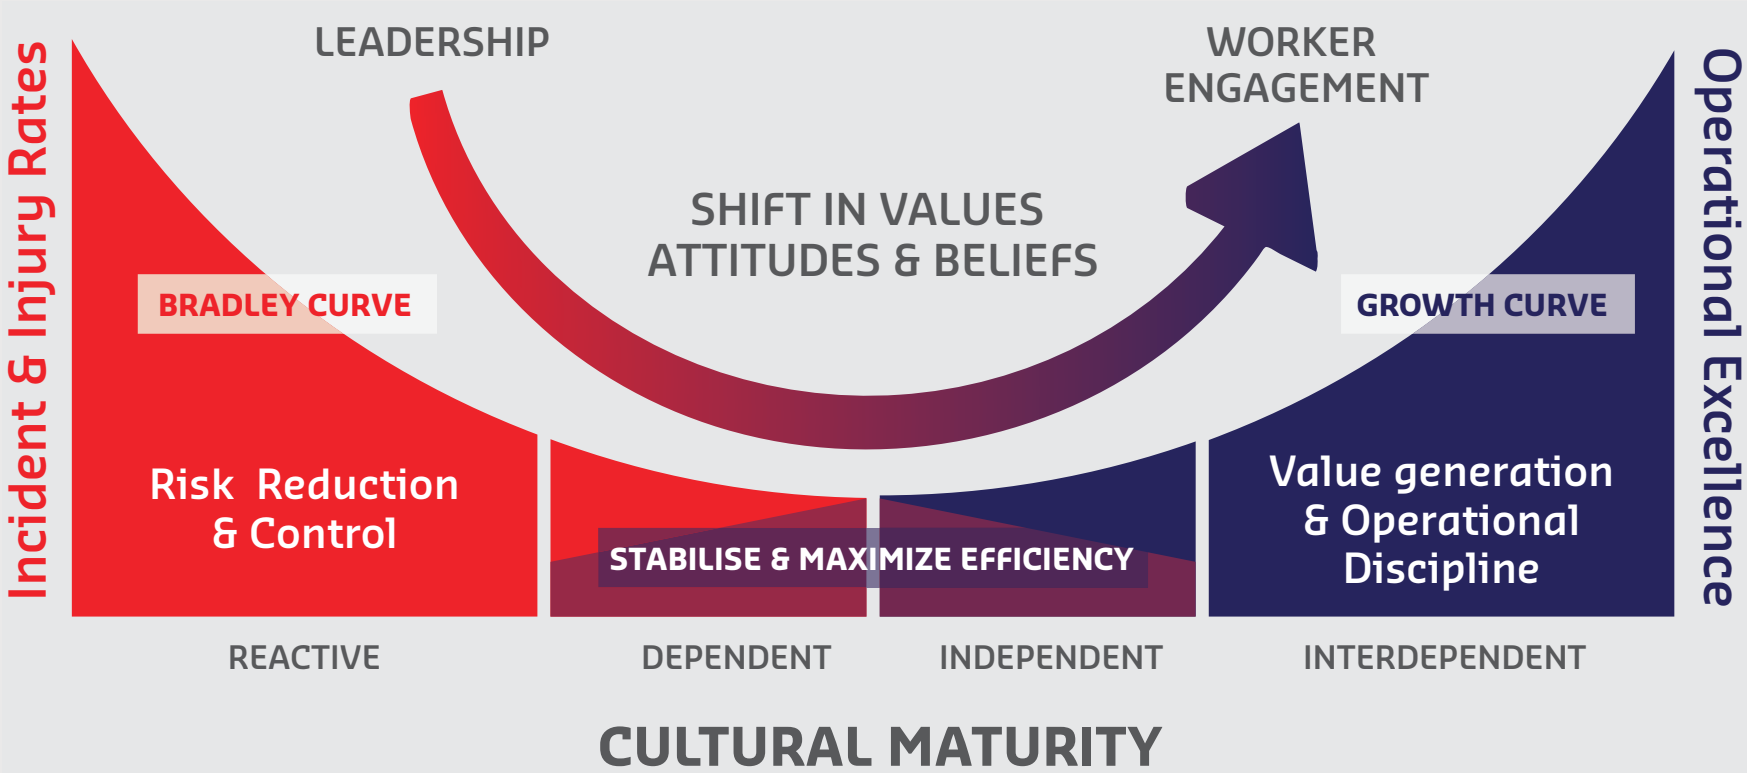 LEADERSHIP
WORKER
ENGAGEMENT
Incident & Injury Rates
Operational Excellence
SHIFT IN VALUES
ATTITUDES & BELIEFS
BRADLEY CURVE
GROWTH CURVE
Risk Reduction
& Control
STABILISE & MAXIMIZE EFFICIENCY
Value generation
& Operational
Discipline
REACTIVE
DEPENDENT
INDEPENDENT
INTERDEPENDENT
CULTURAL MATURITY